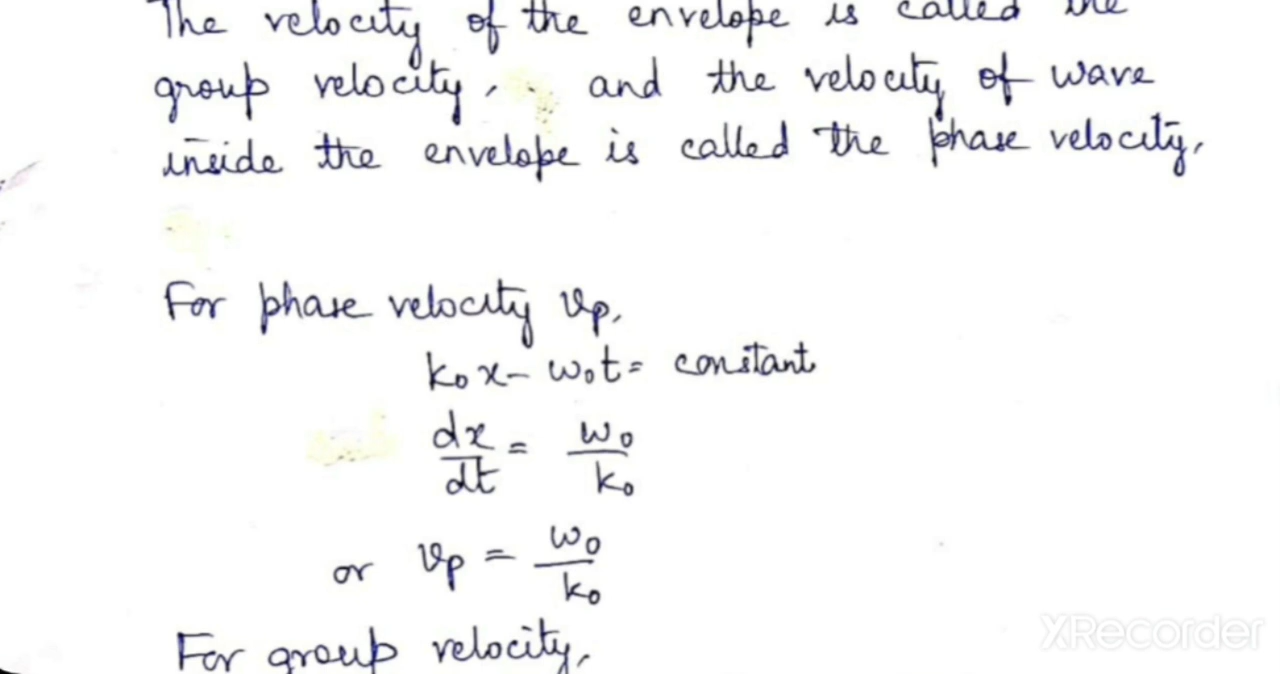 The velocity of the envelope is called the
group velocity, and the velocity of wave
inside the envelope is called the phase velocity,
For phase velocity vp,
k₀x - ω₀t = constant
dx/dt = ω₀/k₀
or vp = ω₀/k₀
For group velocity,
XRecorder